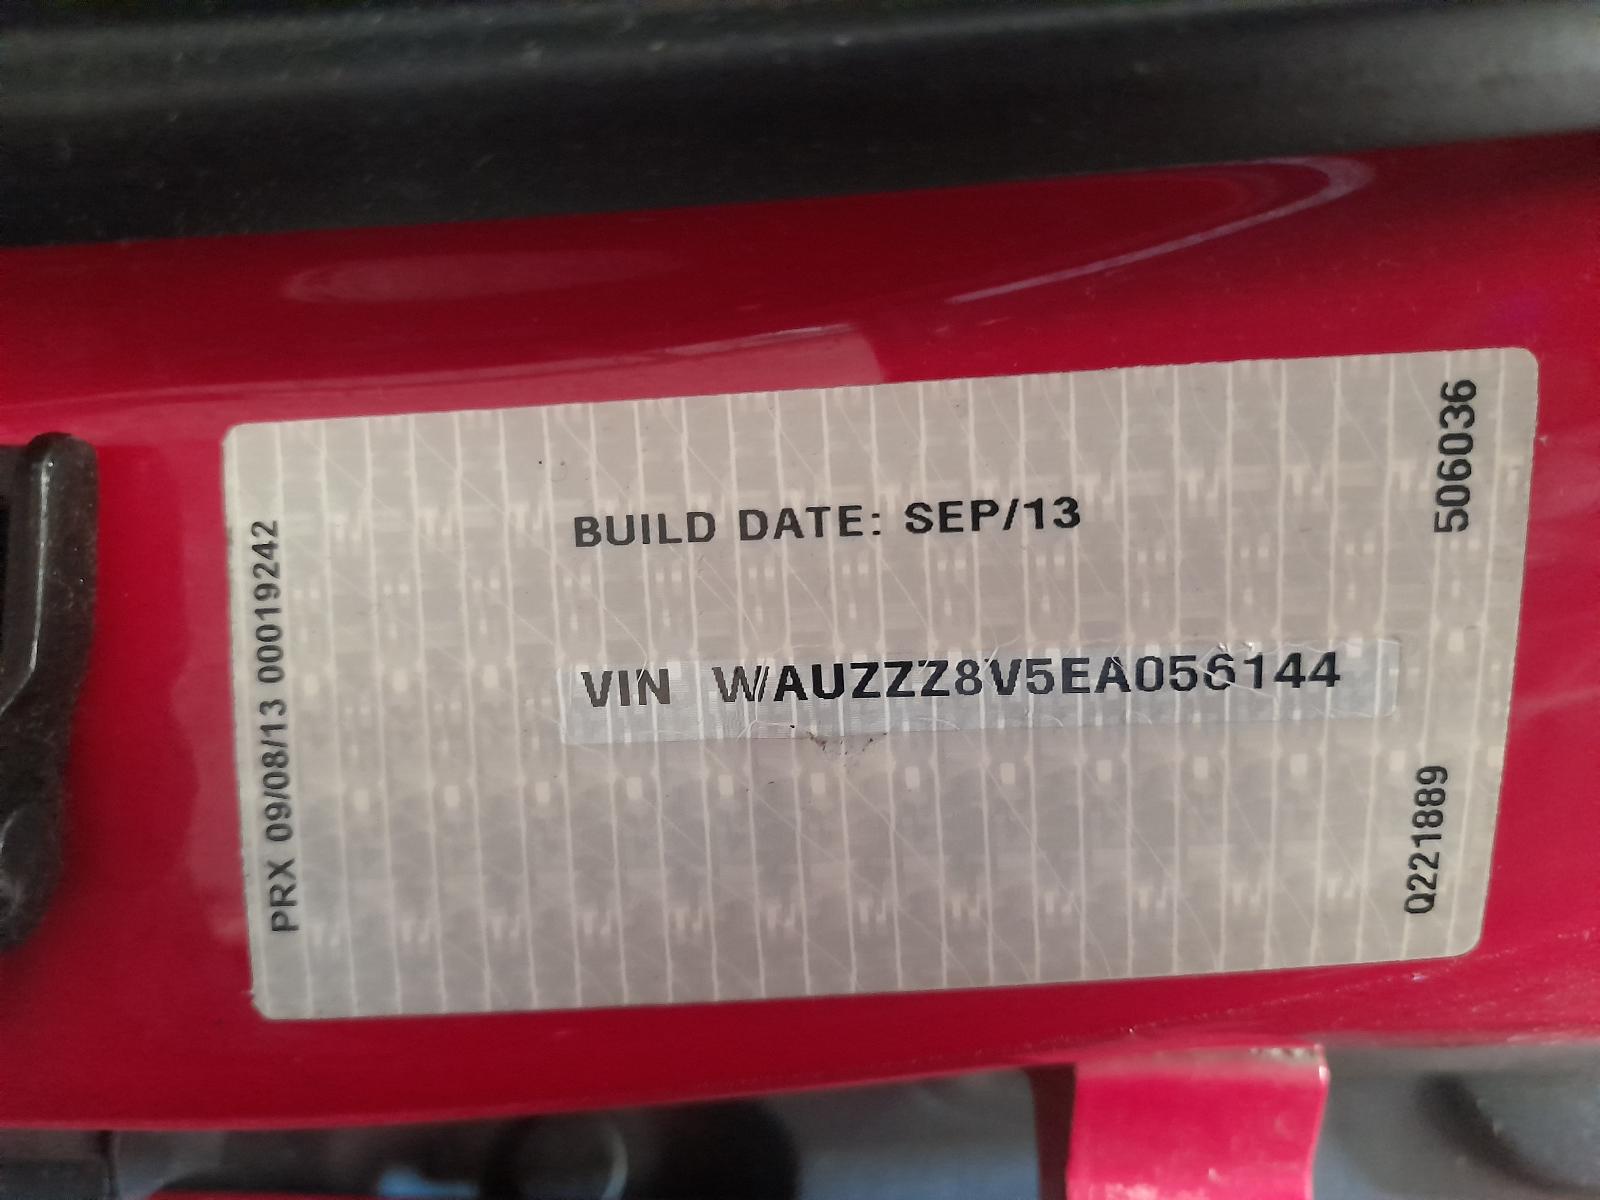 BUILD DATE: SEP/13
VIN WAUZZZ8V5EA056144
PRX 09/08/13 00019242
506036
Q221889